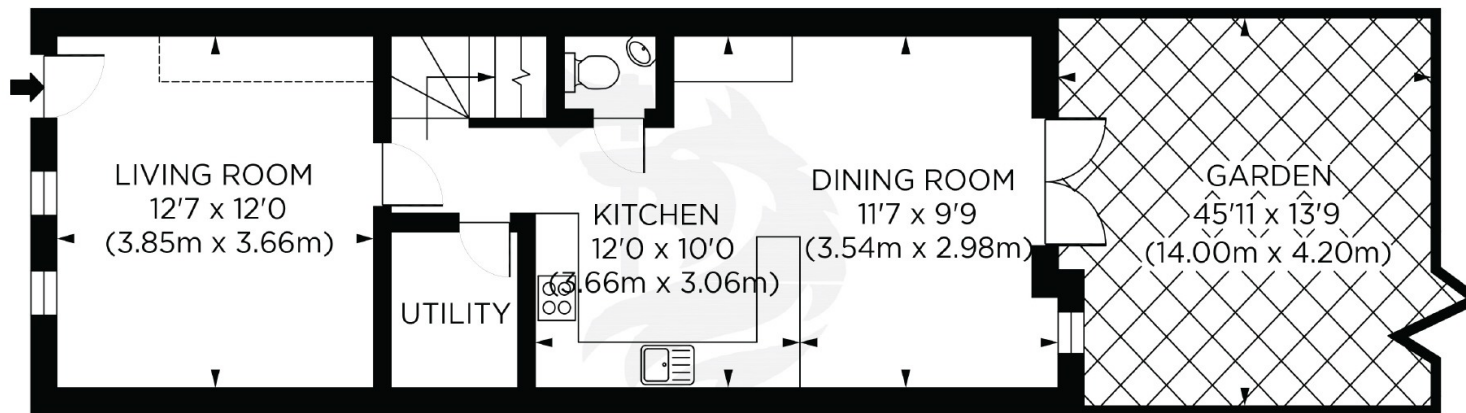 LIVING ROOM
12'7 x 12'0
(3.85m x 3.66m)
UTILITY
KITCHEN
12'0 x 10'0
(3.66m x 3.06m)
DINING ROOM
11'7 x 9'9
(3.54m x 2.98m)
GARDEN
45'11 x 13'9
(14.00m x 4.20m)